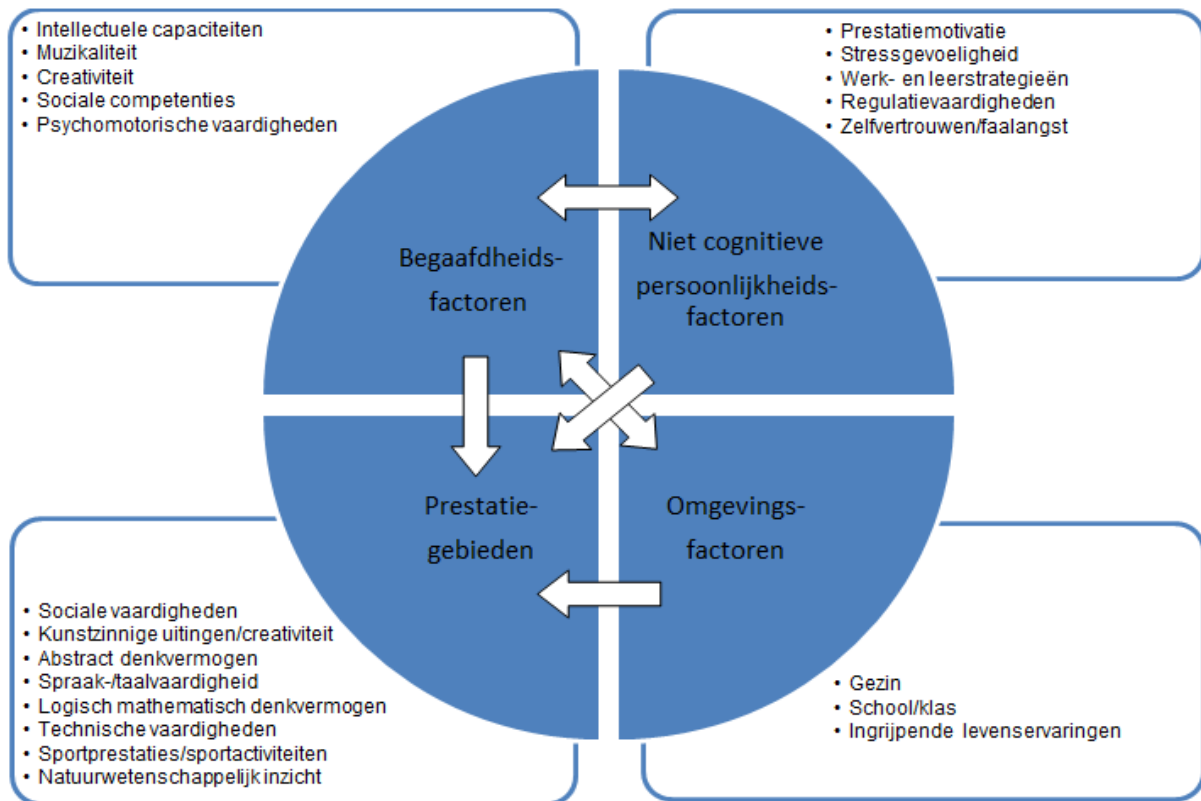 • Intellectuele capaciteiten
• Muzikaliteit
• Creativiteit
• Sociale competenties
• Psychomotorische vaardigheden
• Prestatiemotivatie
• Stressgevoeligheid
• Werk- en leerstrategieën
• Regulatievaardigheden
• Zelfvertrouwen/faalangst
Begaafdheids-
factoren
Niet cognitieve
persoonlijkheids-
factoren
Prestatie-
gebieden
Omgevings-
factoren
• Sociale vaardigheden
• Kunstzinnige uitingen/creativiteit
• Abstract denkvermogen
• Spraak-/taalvaardigheid
• Logisch mathematisch denkvermogen
• Technische vaardigheden
• Sportprestaties/sportactiviteiten
• Natuurwetenschappelijk inzicht
• Gezin
• School/klas
• Ingrijpende levenservaringen